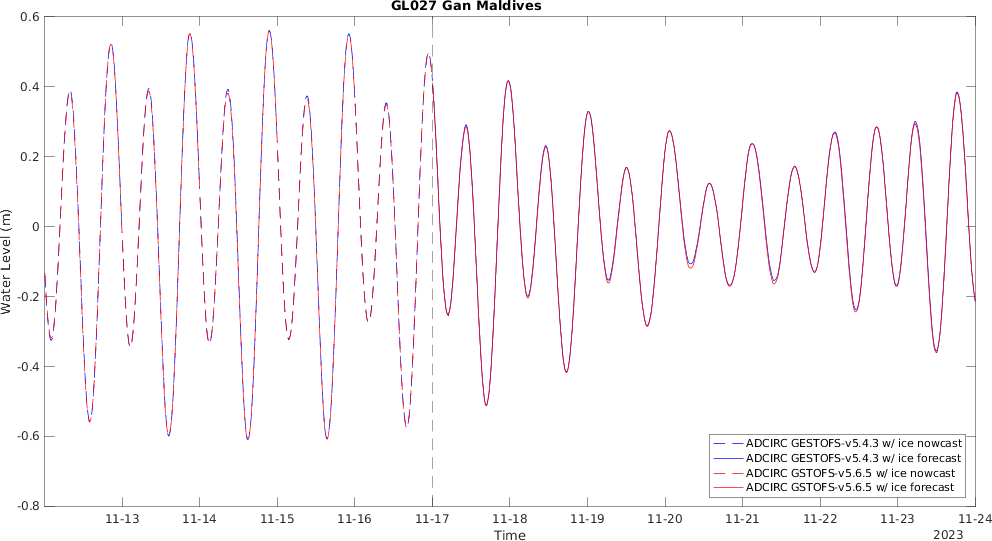 GL027 Gan Maldives
0.6
0.4
0.2
0
-0.2
-0.4
-0.6
-0.8
Water Level (m)
ADCIRC GESTOFS-v5.4.3 w/ ice nowcast
ADCIRC GESTOFS-v5.4.3 w/ ice forecast
ADCIRC GSTOFS-v5.6.5 w/ ice nowcast
ADCIRC GSTOFS-v5.6.5 w/ ice forecast
11-13 11-14 11-15 11-16 11-17 11-18 11-19 11-20 11-21 11-22 11-23 11-24
Time
2023